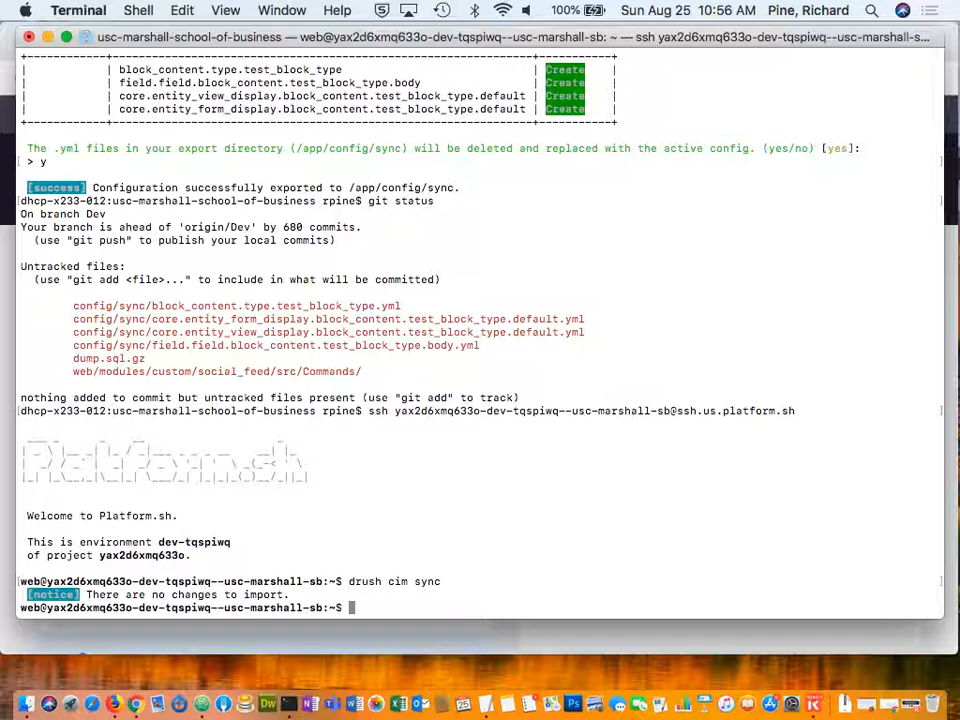 Terminal Shell Edit View Window Help 100% Sun Aug 25 10:56 AM Pine, Richard
usc-marshall-school-of-business — web@yax2d6xmq633o-dev-tqspiwq--usc-marshall-sb: ~ — ssh yax2d6xmq633o-dev-tqspiwq--usc-marshall-s...
+------------+------------------------------------------------------------------+-----------+
| | block_content.type.test_block_type | Create |
| | field.field.block_content.test_block_type.body | Create |
| | core.entity_view_display.block_content.test_block_type.default | Create |
| | core.entity_form_display.block_content.test_block_type.default | Create |
+------------+------------------------------------------------------------------+-----------+
The .yml files in your export directory (/app/config/sync) will be deleted and replaced with the active config. (yes/no) [yes]:
> y
[success] Configuration successfully exported to /app/config/sync.
dhcp-x233-012:usc-marshall-school-of-business rpine$ git status
On branch Dev
Your branch is ahead of 'origin/Dev' by 680 commits.
(use "git push" to publish your local commits)
Untracked files:
(use "git add <file>..." to include in what will be committed)
config/sync/block_content.type.test_block_type.yml
config/sync/core.entity_form_display.block_content.test_block_type.default.yml
config/sync/core.entity_view_display.block_content.test_block_type.default.yml
config/sync/field.field.block_content.test_block_type.body.yml
dump.sql.gz
web/modules/custom/social_feed/src/Commands/
nothing added to commit but untracked files present (use "git add" to track)
dhcp-x233-012:usc-marshall-school-of-business rpine$ ssh yax2d6xmq633o-dev-tqspiwq--usc-marshall-sb@ssh.us.platform.sh
Platform.sh
Welcome to Platform.sh.
This is environment dev-tqspiwq
of project yax2d6xmq633o.
web@yax2d6xmq633o-dev-tqspiwq--usc-marshall-sb:~$ drush cim sync
[notice] There are no changes to import.
web@yax2d6xmq633o-dev-tqspiwq--usc-marshall-sb:~$